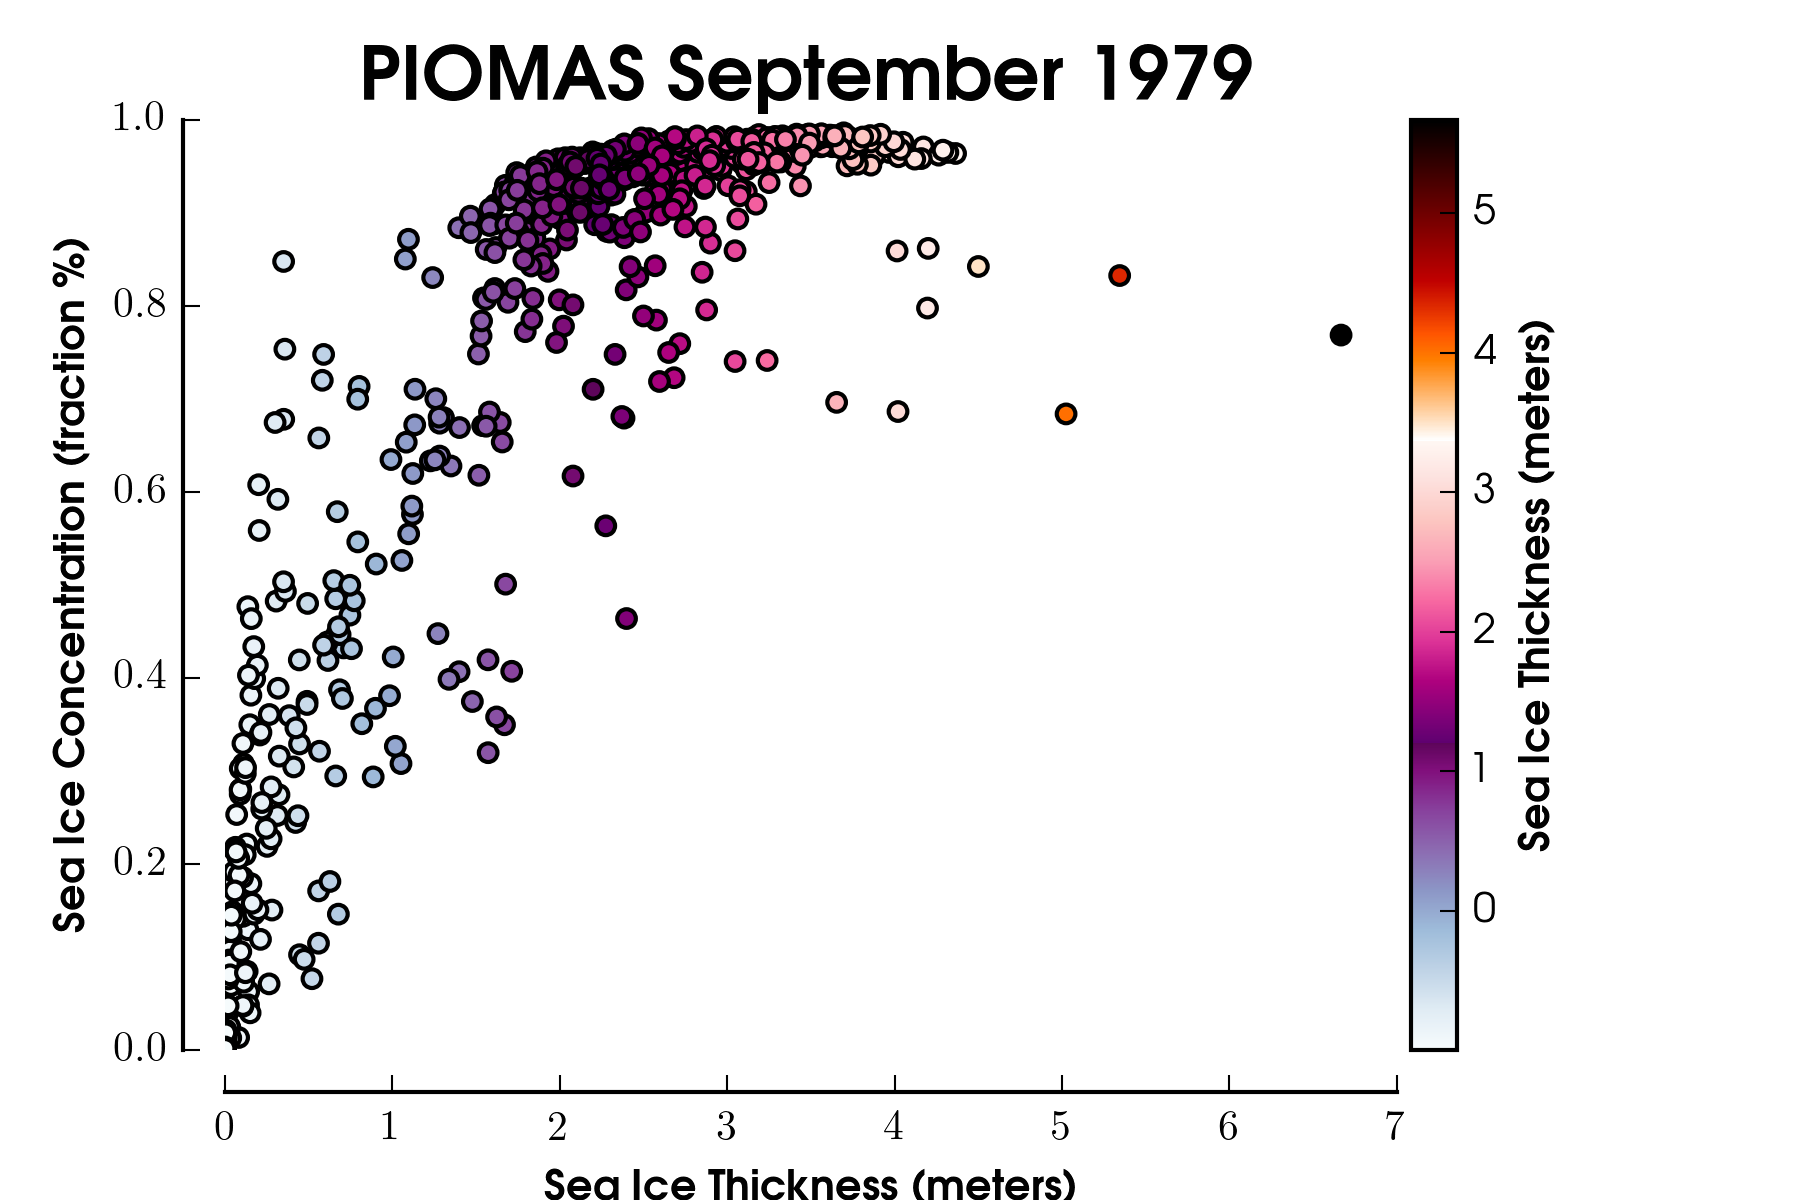 PIOMAS September 1979
Sea Ice Concentration (fraction %)
1.0
0.8
0.6
0.4
0.2
0.0
0 1 2 3 4 5 6 7
Sea Ice Thickness (meters)
5
4
3
2
1
0
Sea Ice Thickness (meters)